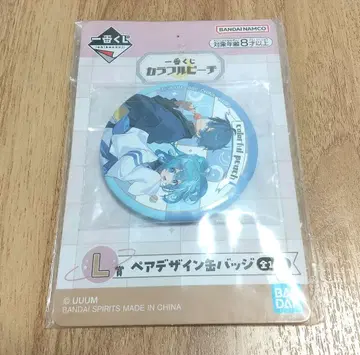 一番くじ
BANDAI NAMCO
対象年齢8才以上
一番くじ
カラフルピーチ
colorful peach
L賞 ペアデザイン缶バッジ 全1
© UUUM
BANDAI SPIRITS MADE IN CHINA
BANDAI